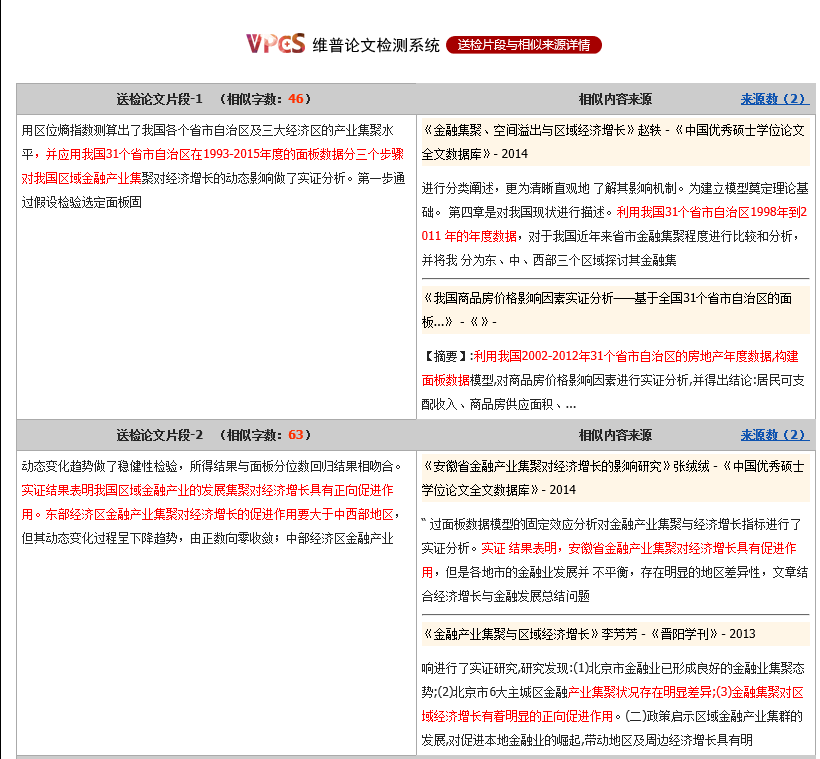 VPCS 维普论文检测系统 送检片段与相似来源详情
送检论文片段-1 （相似字数：46）
相似内容来源 来源数（2）
用区位熵指数测算出了我国各个省市自治区及三大经济区的产业集聚水
平，并应用我国31个省市自治区在1993-2015年度的面板数据分三个步骤
对我国区域金融产业集聚对经济增长的动态影响做了实证分析。第一步通
过假设检验选定面板固
《金融集聚、空间溢出与区域经济增长》赵轶 - 《中国优秀硕士学位论文
全文数据库》- 2014
进行分类阐述，更为清晰直观地 了解其影响机制。为建立模型奠定理论基
础。 第四章是对我国现状进行描述。利用我国31个省市自治区1998年到2
011 年的年度数据，对于我国近年来省市金融集聚程度进行比较和分析，
并将我 分为东、中、西部三个区域探讨其金融集
《我国商品房价格影响因素实证分析——基于全国31个省市自治区的面
板...》 - 《 》-
【摘要】:利用我国2002-2012年31个省市自治区的房地产年度数据,构建
面板数据模型,对商品房价格影响因素进行实证分析,并得出结论:居民可支
配收入、商品房供应面积、...
送检论文片段-2 （相似字数：63）
相似内容来源 来源数（2）
动态变化趋势做了稳健性检验，所得结果与面板分位数回归结果相吻合。
实证结果表明我国区域金融产业的发展集聚对经济增长具有正向促进作
用。东部经济区金融产业集聚对经济增长的促进作用要大于中西部地区，
但其动态变化过程呈下降趋势，由正数向零收敛；中部经济区金融产业
《安徽省金融产业集聚对经济增长的影响研究》张绒绒 - 《中国优秀硕士
学位论文全文数据库》- 2014
“ 过面板数据模型的固定效应分析对金融产业集聚与经济增长指标进行了
实证分析。实证 结果表明，安徽省金融产业集聚对经济增长具有促进作
用，但是各地市的金融业发展并 不平衡，存在明显的地区差异性，文章结
合经济增长与金融发展总结问题
《金融产业集聚与区域经济增长》李芳芳 - 《晋阳学刊》- 2013
响进行了实证研究,研究发现:(1)北京市金融业已形成良好的金融业集聚态
势;(2)北京市6大主城区金融产业集聚状况存在明显差异;(3)金融集聚对区
域经济增长有着明显的正向促进作用。(二)政策启示区域金融产业集群的
发展,对促进本地金融业的崛起,带动地区及周边经济增长具有明